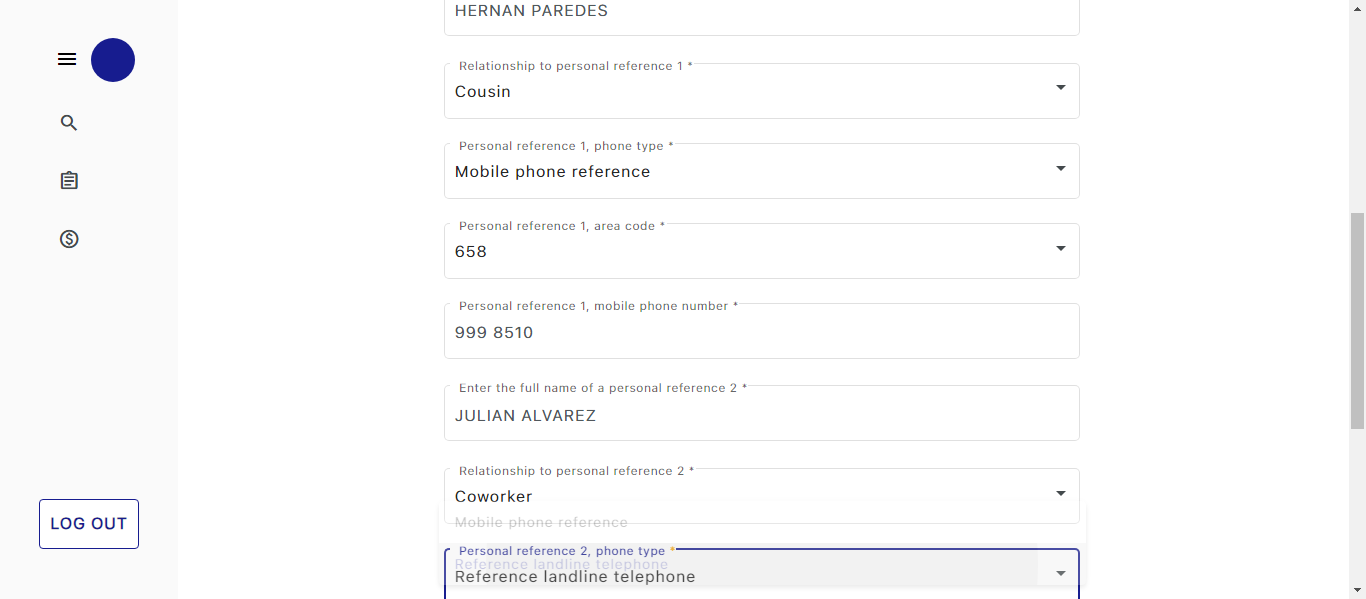 HERNAN PAREDES
Relationship to personal reference 1 *
Cousin
Personal reference 1, phone type *
Mobile phone reference
Personal reference 1, area code *
658
Personal reference 1, mobile phone number *
999 8510
Enter the full name of a personal reference 2 *
JULIAN ALVAREZ
Relationship to personal reference 2 *
Coworker
Mobile phone reference
Personal reference 2, phone type *
Reference landline telephone
Reference landline telephone
LOG OUT